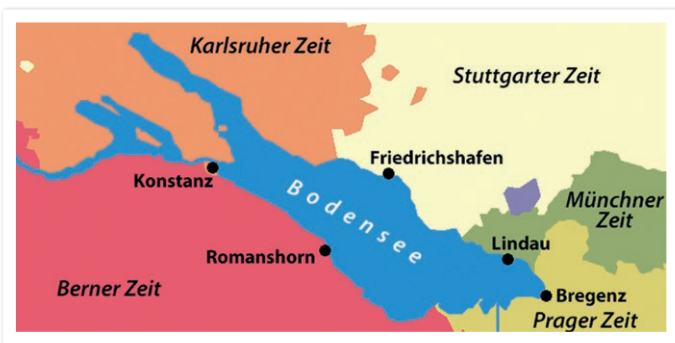 Karlsruher Zeit
Stuttgarter Zeit
Friedrichshafen
Konstanz
Bodensee
Münchner
Zeit
Lindau
Romanshorn
Berner Zeit
Bregenz
Prager Zeit